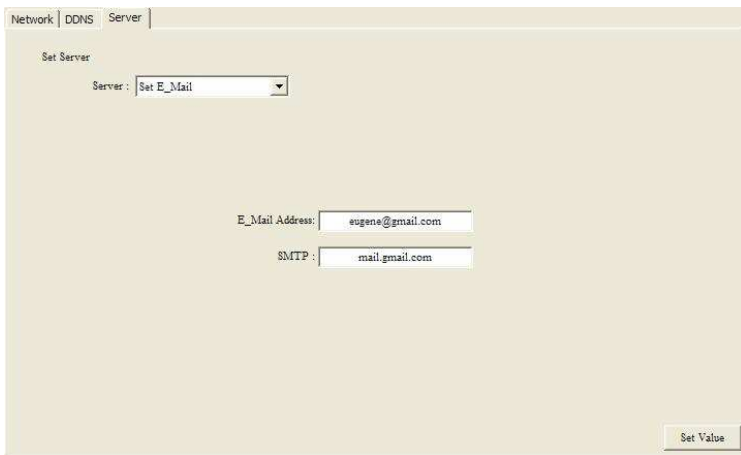 Network DDNS Server
Set Server
Server : Set E_Mail
E_Mail Address: eugene@gmail.com
SMTP : mail.gmail.com
Set Value